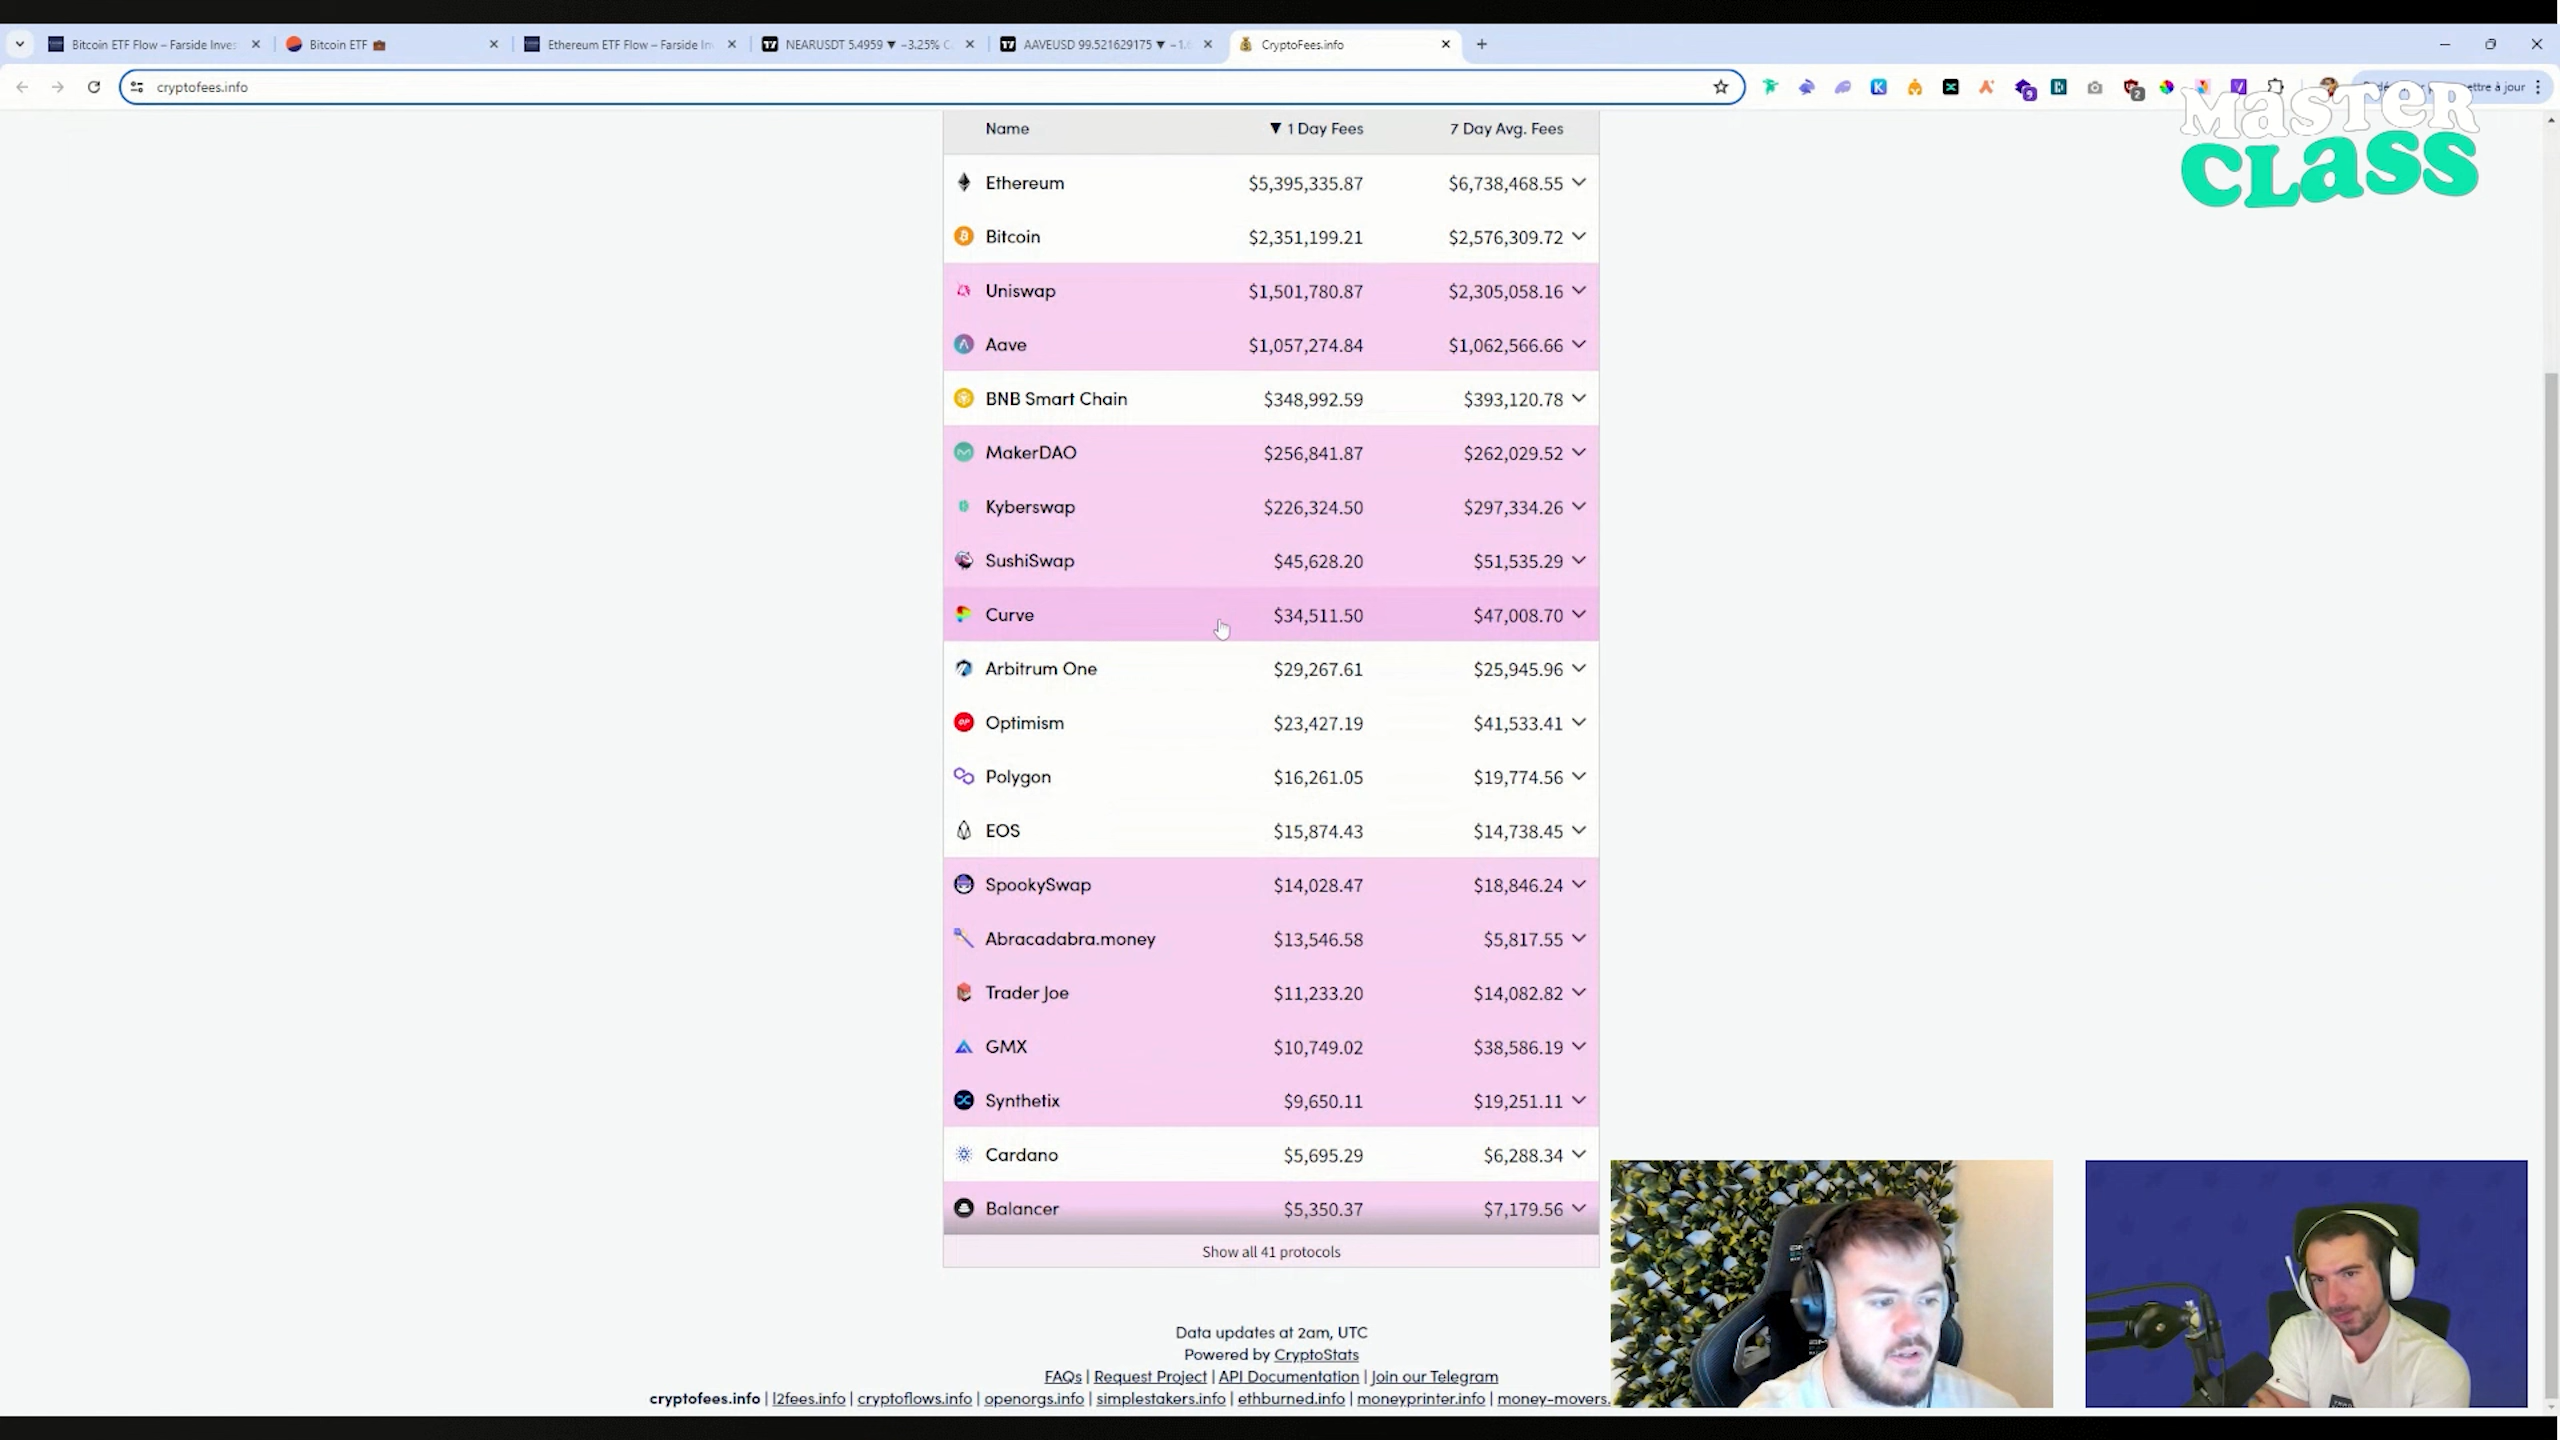 Bitcoin ETF Flow – Farside Inves
Bitcoin ETF
Ethereum ETF Flow – Farside In
NEARUSDT 5.4959 ▼ −3.25% C
AAVEUSD 99.521629175 ▼ −1.
CryptoFees.info
cryptofees.info
ettre à jour
MASTER
CLASS
Name ▼ 1 Day Fees 7 Day Avg. Fees
Ethereum $5,395,335.87 $6,738,468.55
Bitcoin $2,351,199.21 $2,576,309.72
Uniswap $1,501,780.87 $2,305,058.16
Aave $1,057,274.84 $1,062,566.66
BNB Smart Chain $348,992.59 $393,120.78
MakerDAO $256,841.87 $262,029.52
Kyberswap $226,324.50 $297,334.26
SushiSwap $45,628.20 $51,535.29
Curve $34,511.50 $47,008.70
Arbitrum One $29,267.61 $25,945.96
Optimism $23,427.19 $41,533.41
Polygon $16,261.05 $19,774.56
EOS $15,874.43 $14,738.45
SpookySwap $14,028.47 $18,846.24
Abracadabra.money $13,546.58 $5,817.55
Trader Joe $11,233.20 $14,082.82
GMX $10,749.02 $38,586.19
Synthetix $9,650.11 $19,251.11
Cardano $5,695.29 $6,288.34
Balancer $5,350.37 $7,179.56
Show all 41 protocols
Data updates at 2am, UTC
Powered by CryptoStats
FAQs | Request Project | API Documentation | Join our Telegram
cryptofees.info | l2fees.info | cryptoflows.info | openorgs.info | simplestakers.info | ethburned.info | moneyprinter.info | money-movers.